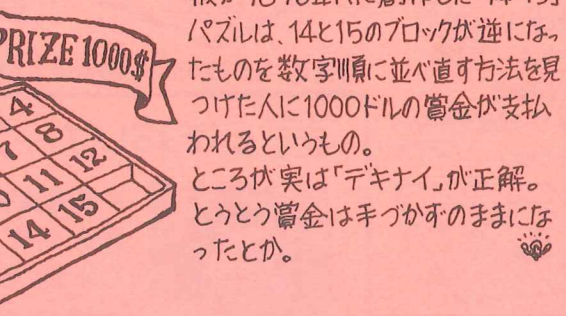 PRIZE 1000$
パズルは、14と15のブロックが逆になっ
たものを数字順に並べ直す方法を見
つけた人に1000ドルの賞金が支払
われるというもの。
ところが実は「デキナイ」が正解。
とうとう賞金は手づかずのままにな
ったとか。
4
7 8
11 12
14 15